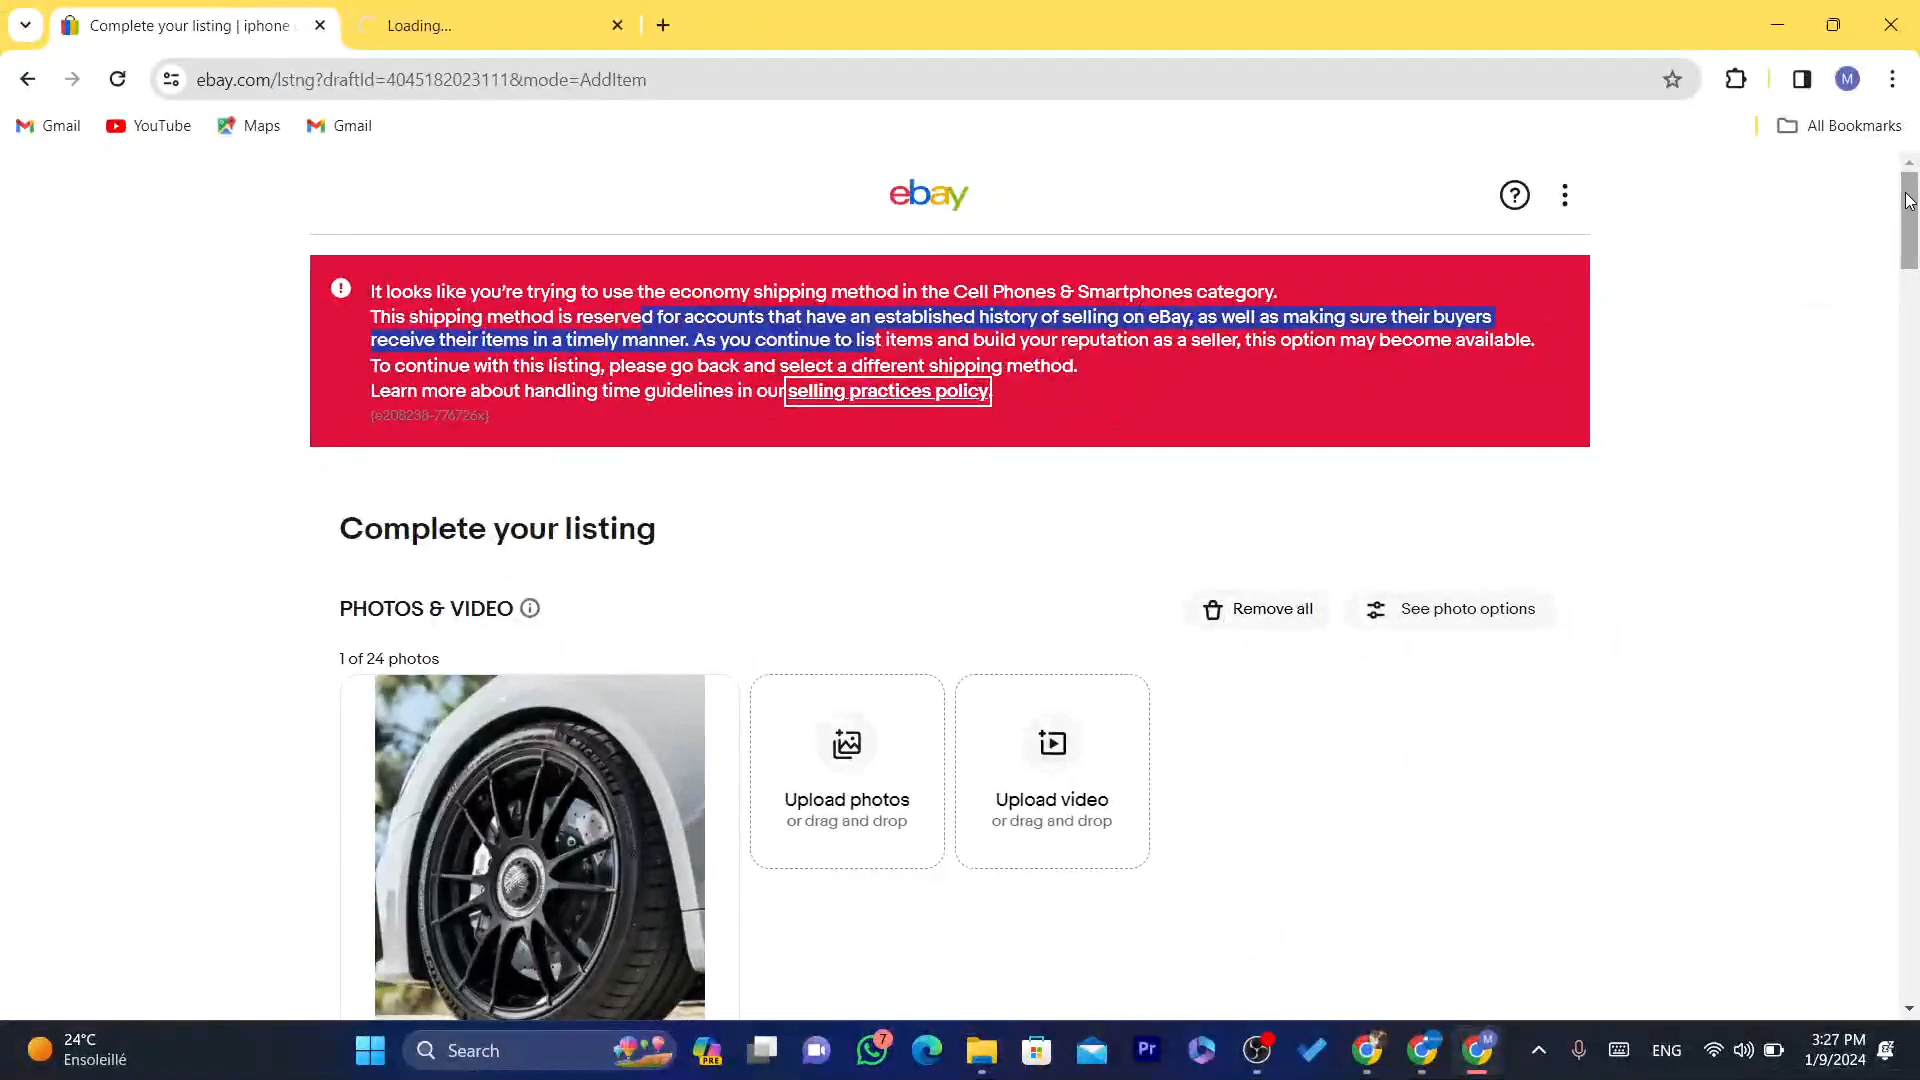 Complete your listing | iphone
Loading...
ebay.com/lstng?draftId=4045182023111&mode=AddItem
M
Gmail
YouTube
Maps
Gmail
All Bookmarks
ebay
It looks like you're trying to use the economy shipping method in the Cell Phones & Smartphones category.
This shipping method is reserved for accounts that have an established history of selling on eBay, as well as making sure their buyers
receive their items in a timely manner. As you continue to list items and build your reputation as a seller, this option may become available.
To continue with this listing, please go back and select a different shipping method.
Learn more about handling time guidelines in our selling practices policy.
{e208238-776726x}
Complete your listing
PHOTOS & VIDEO
Remove all
See photo options
1 of 24 photos
Upload photos
or drag and drop
Upload video
or drag and drop
24°C
Ensoleillé
Search
PRE
7
Pr
M
ENG
3:27 PM
1/9/2024